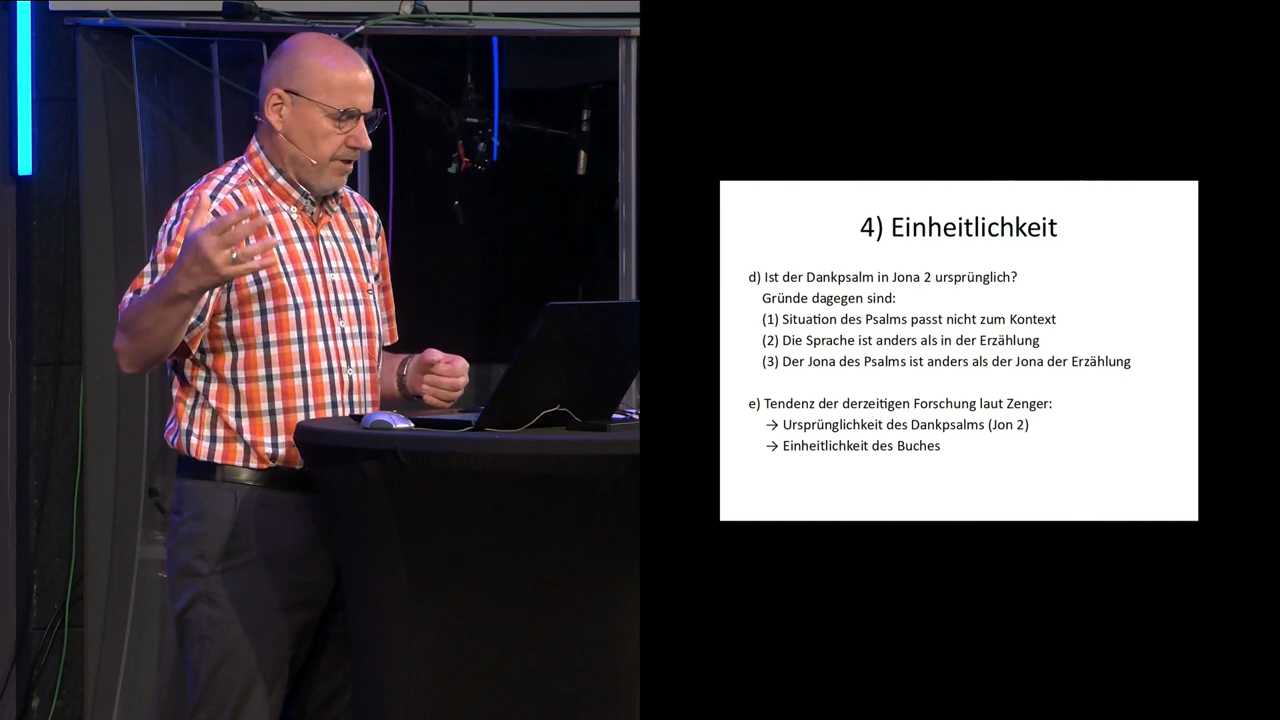 4) Einheitlichkeit
d) Ist der Dankpsalm in Jona 2 ursprünglich?
Gründe dagegen sind:
(1) Situation des Psalms passt nicht zum Kontext
(2) Die Sprache ist anders als in der Erzählung
(3) Der Jona des Psalms ist anders als der Jona der Erzählung
e) Tendenz der derzeitigen Forschung laut Zenger:
→ Ursprünglichkeit des Dankpsalms (Jon 2)
→ Einheitlichkeit des Buches